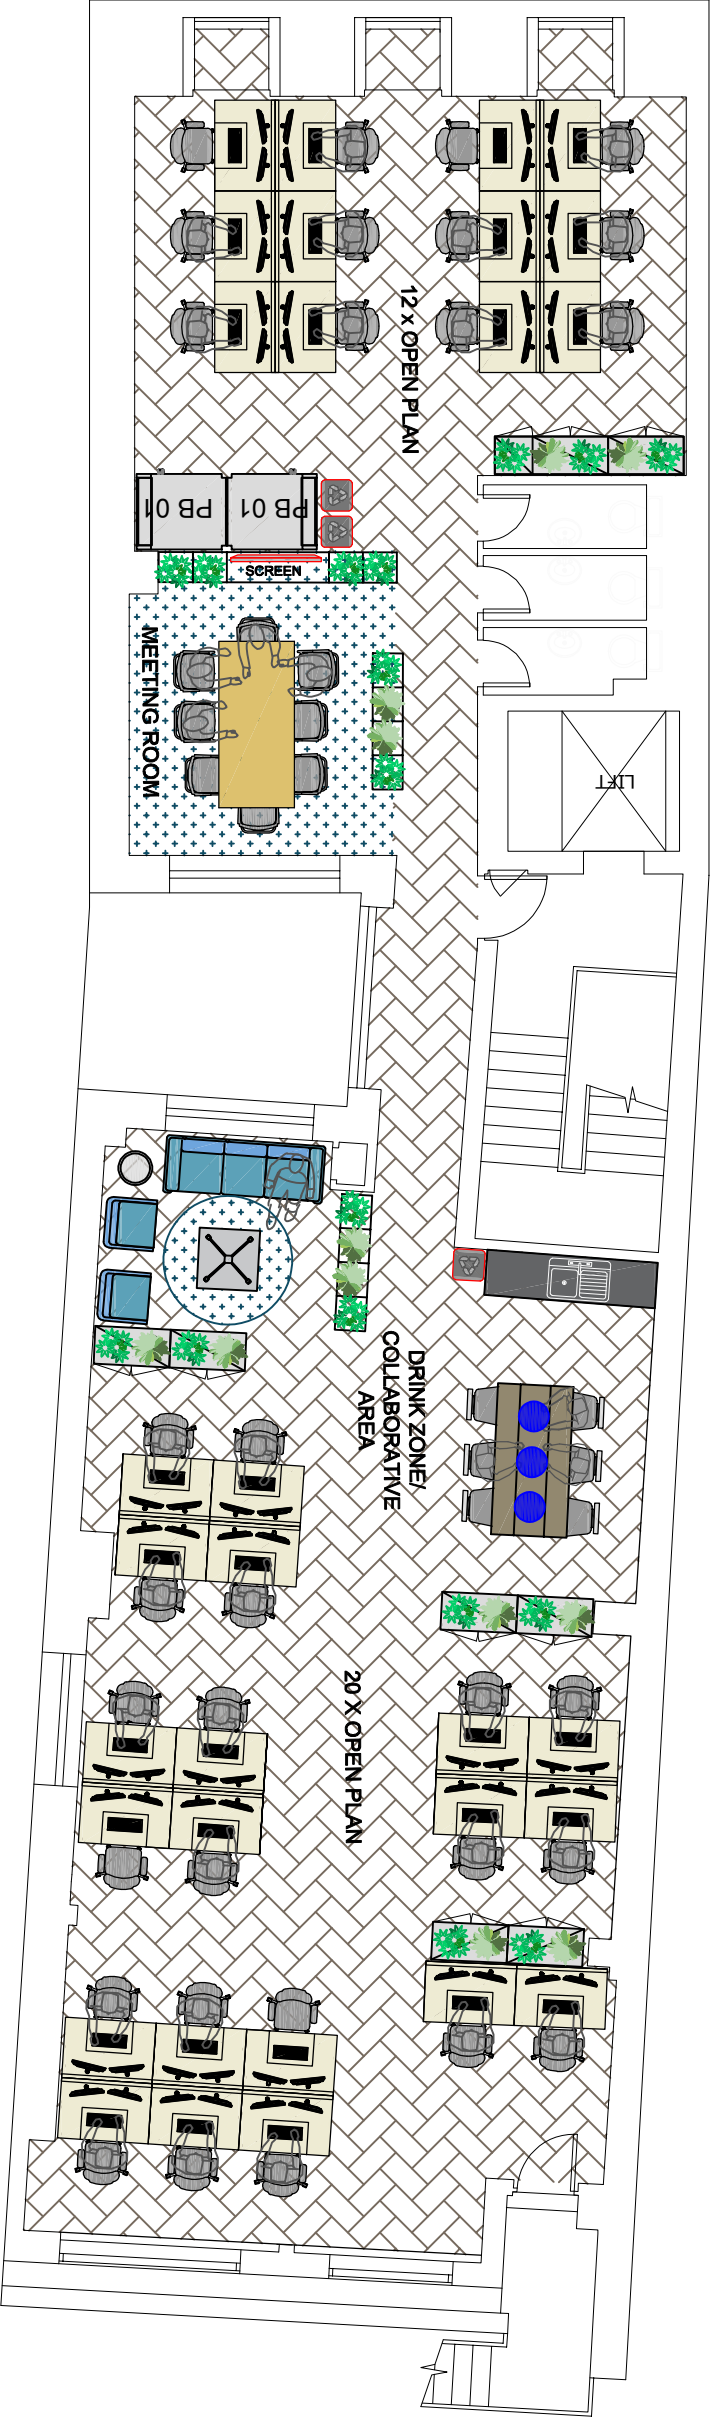 12 x OPEN PLAN
PB 01
PB 01
SCREEN
MEETING ROOM
LIFT
DRINK ZONE/
COLLABORATIVE
AREA
20 X OPEN PLAN